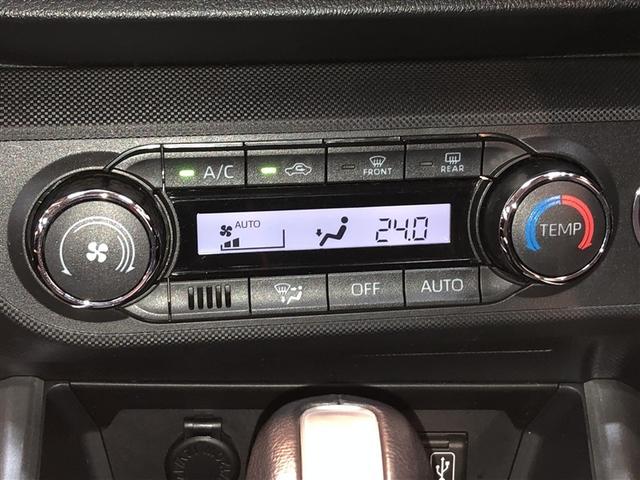 A/C
FRONT
REAR
AUTO
24.0
TEMP
OFF
AUTO